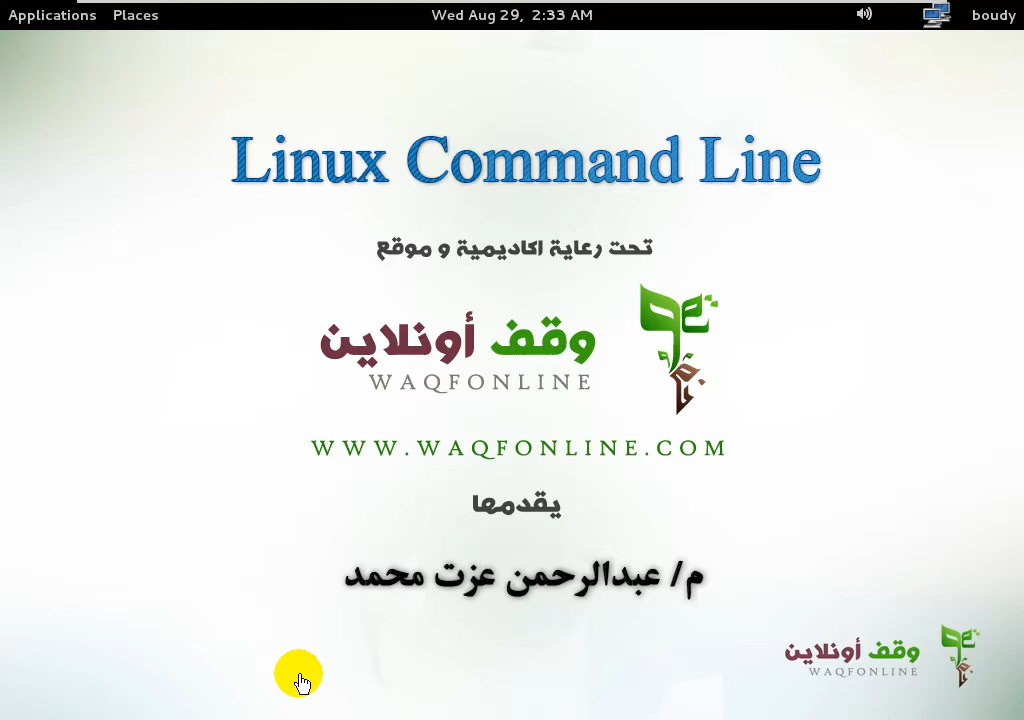 Applications Places Wed Aug 29, 2:33 AM boudy
Linux Command Line
تحت رعاية اكاديمية و موقع
وقف أونلاين
WAQFONLINE
WWW.WAQFONLINE.COM
يقدمها
م/ عبدالرحمن عزت محمد
وقف أونلاين
WAQFONLINE